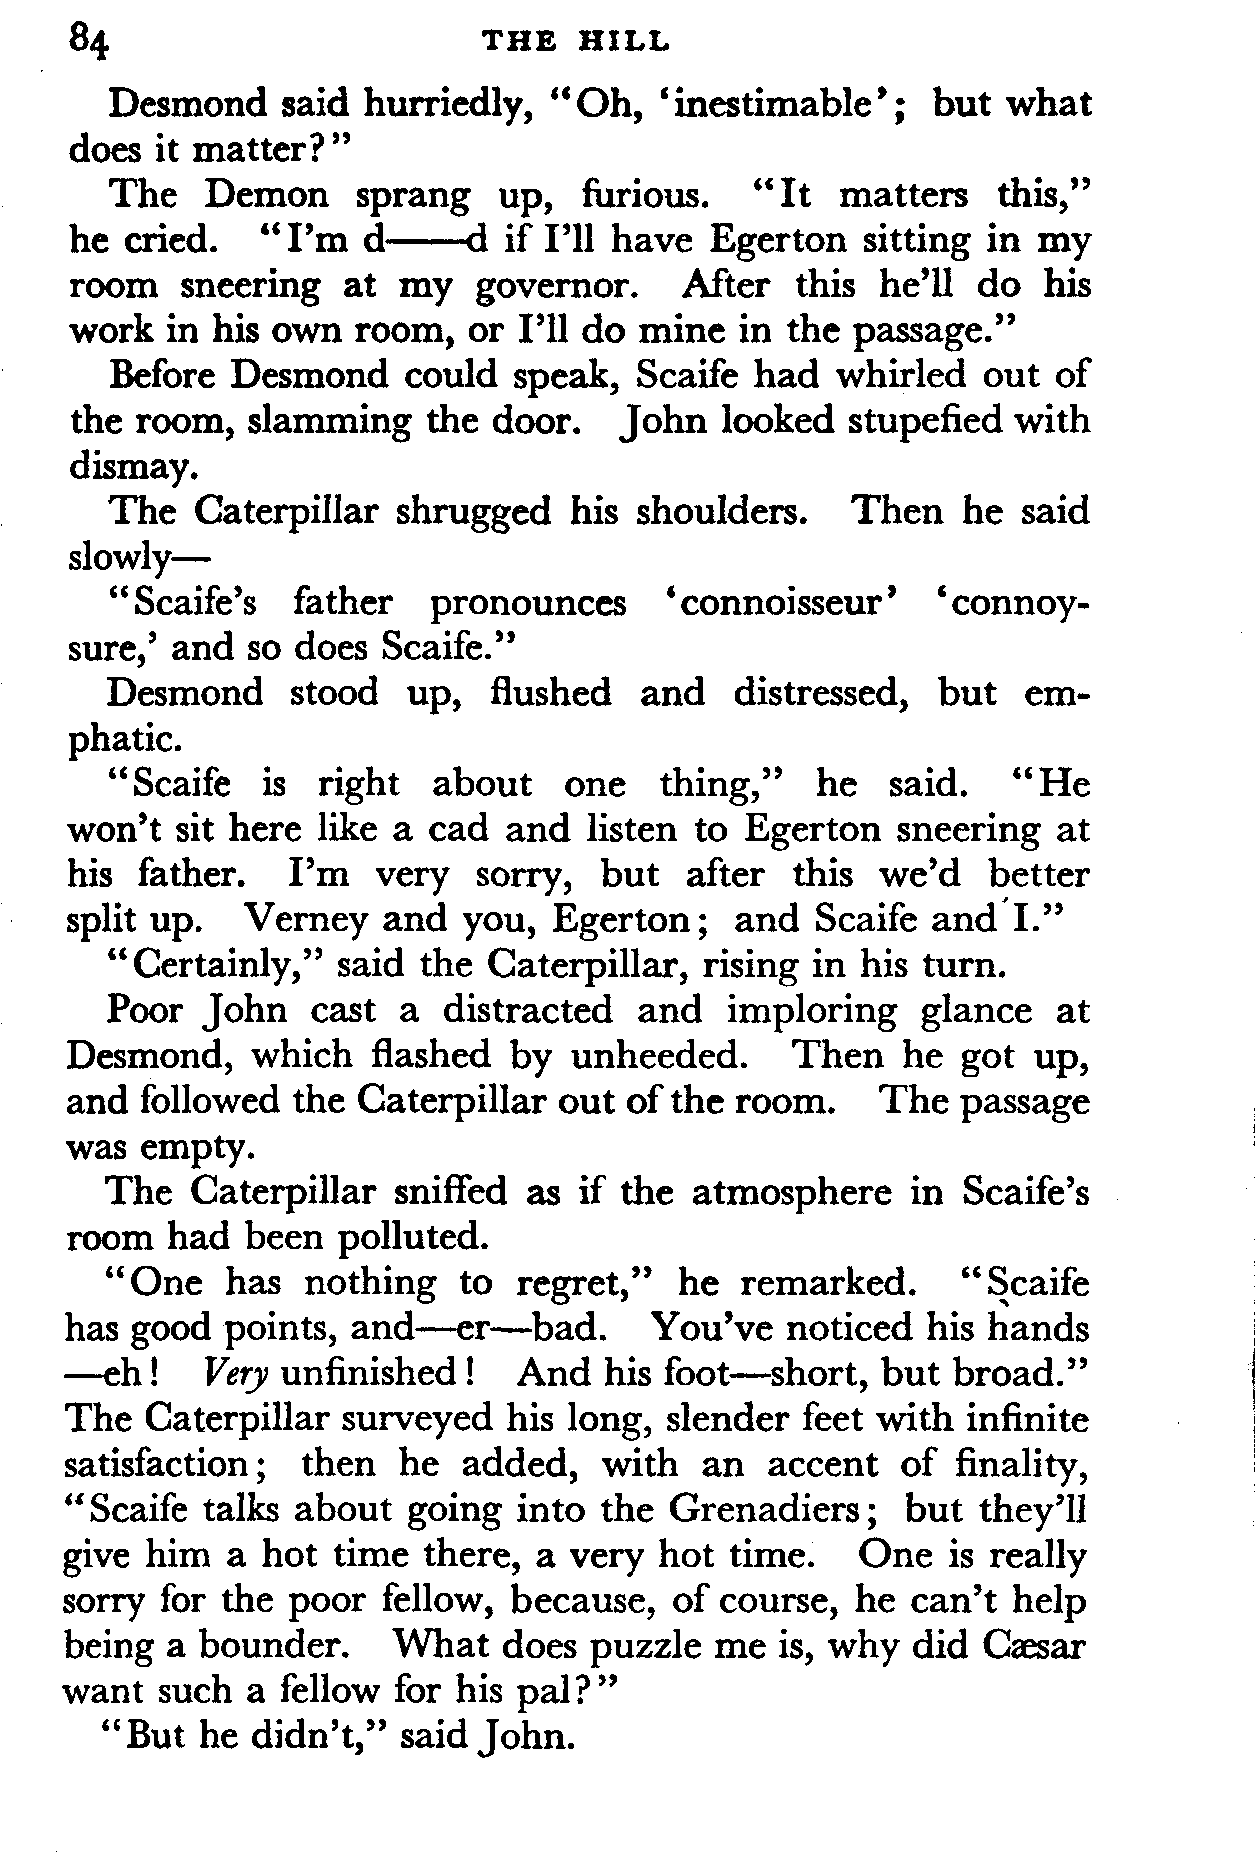 84 THE HILL
Desmond said hurriedly, “Oh, ‘inestimable’; but what
does it matter?”
The Demon sprang up, furious. “It matters this,”
he cried. “I’m d——d if I’ll have Egerton sitting in my
room sneering at my governor. After this he’ll do his
work in his own room, or I’ll do mine in the passage.”
Before Desmond could speak, Scaife had whirled out of
the room, slamming the door. John looked stupefied with
dismay.
The Caterpillar shrugged his shoulders. Then he said
slowly—
“Scaife’s father pronounces ‘connoisseur’ ‘connoy-
sure,’ and so does Scaife.”
Desmond stood up, flushed and distressed, but em-
phatic.
“Scaife is right about one thing,” he said. “He
won’t sit here like a cad and listen to Egerton sneering at
his father. I’m very sorry, but after this we’d better
split up. Verney and you, Egerton; and Scaife and I.”
“Certainly,” said the Caterpillar, rising in his turn.
Poor John cast a distracted and imploring glance at
Desmond, which flashed by unheeded. Then he got up,
and followed the Caterpillar out of the room. The passage
was empty.
The Caterpillar sniffed as if the atmosphere in Scaife’s
room had been polluted.
“One has nothing to regret,” he remarked. “Scaife
has good points, and—er—bad. You’ve noticed his hands
—eh! Very unfinished! And his foot—short, but broad.”
The Caterpillar surveyed his long, slender feet with infinite
satisfaction; then he added, with an accent of finality,
“Scaife talks about going into the Grenadiers; but they’ll
give him a hot time there, a very hot time. One is really
sorry for the poor fellow, because, of course, he can’t help
being a bounder. What does puzzle me is, why did Cæsar
want such a fellow for his pal?”
“But he didn’t,” said John.